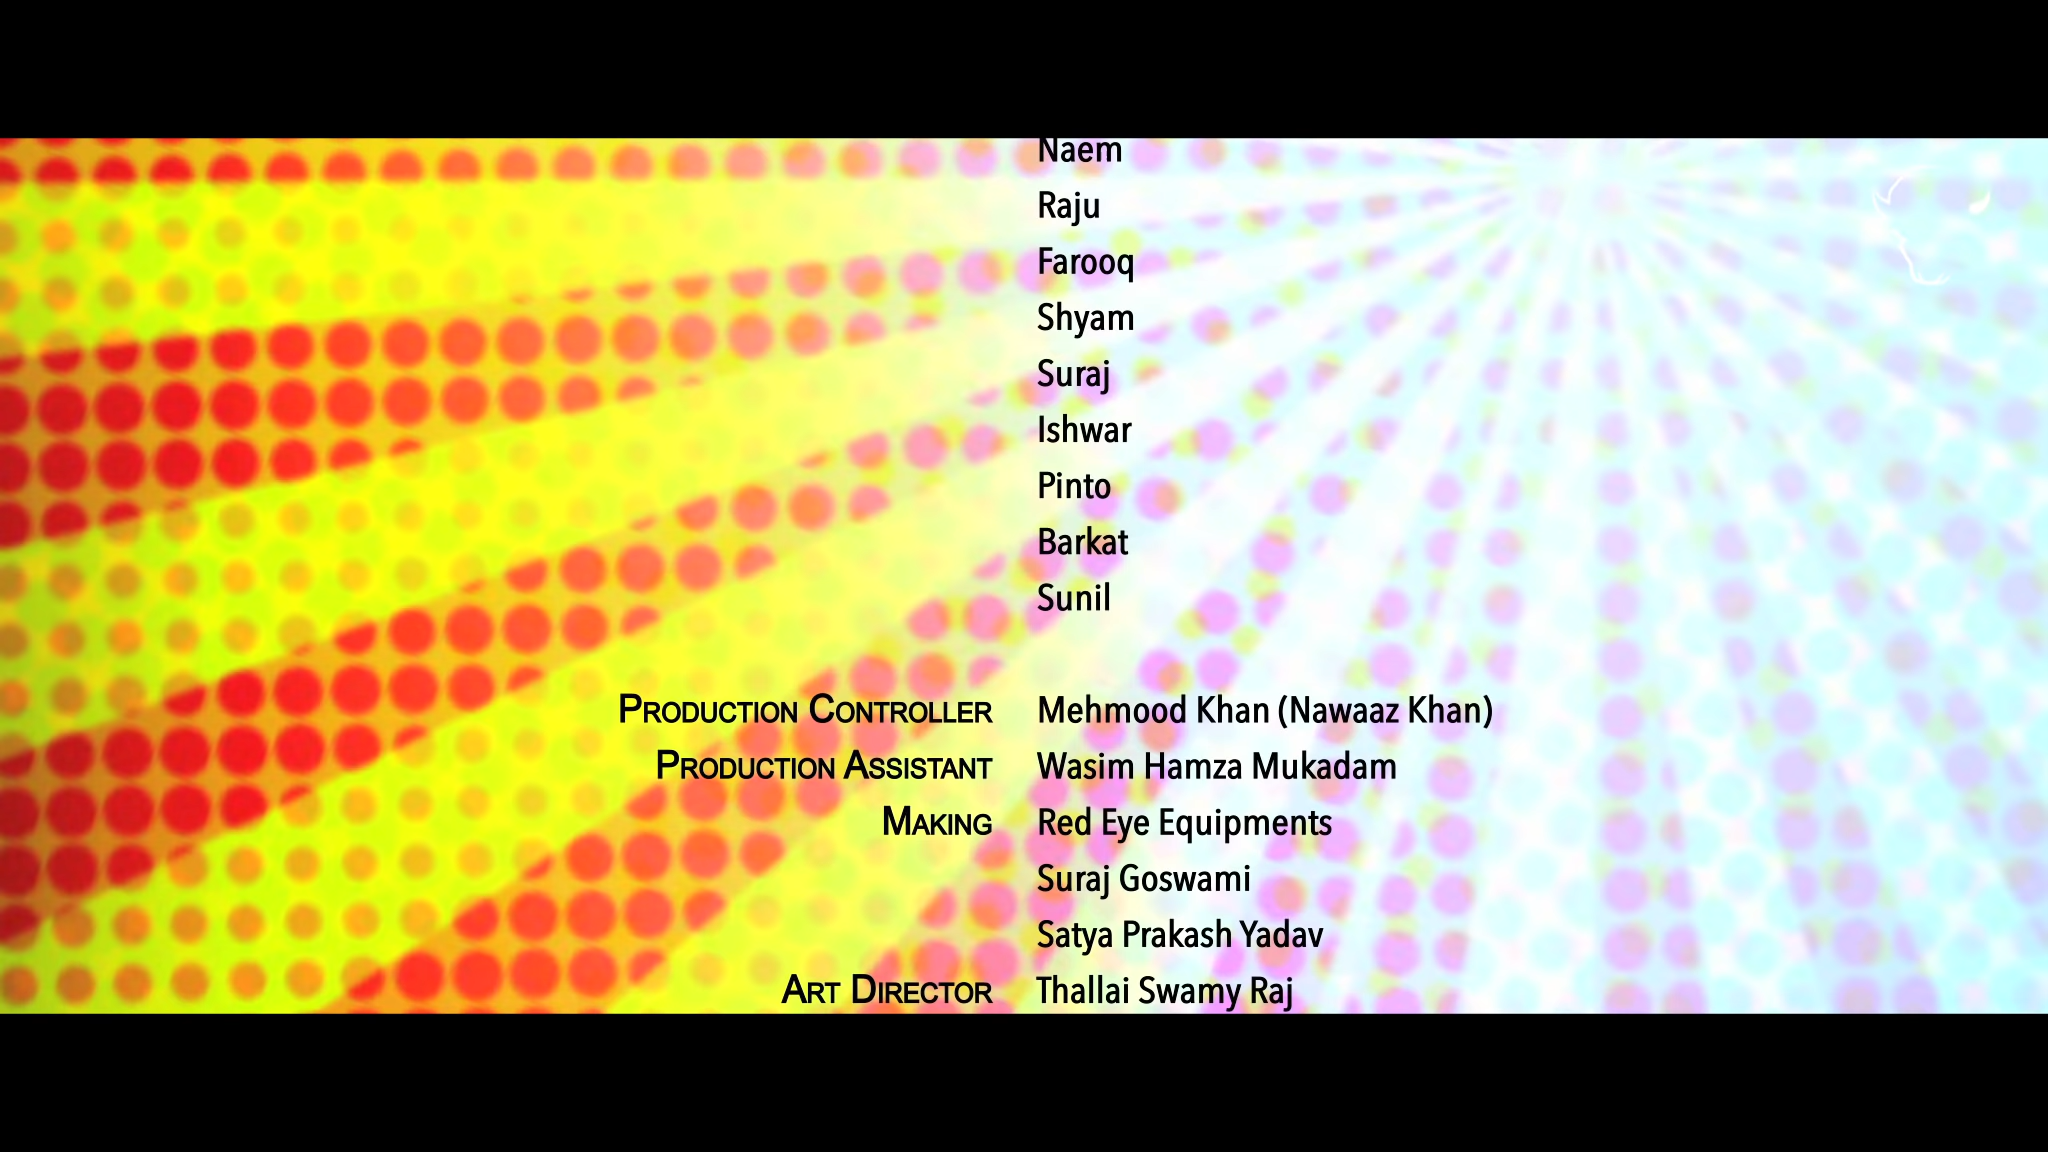 Naem
Raju
Farooq
Shyam
Suraj
Ishwar
Pinto
Barkat
Sunil
Production Controller Mehmood Khan (Nawaaz Khan)
Production Assistant Wasim Hamza Mukadam
Making Red Eye Equipments
Suraj Goswami
Satya Prakash Yadav
Art Director Thallai Swamy Raj